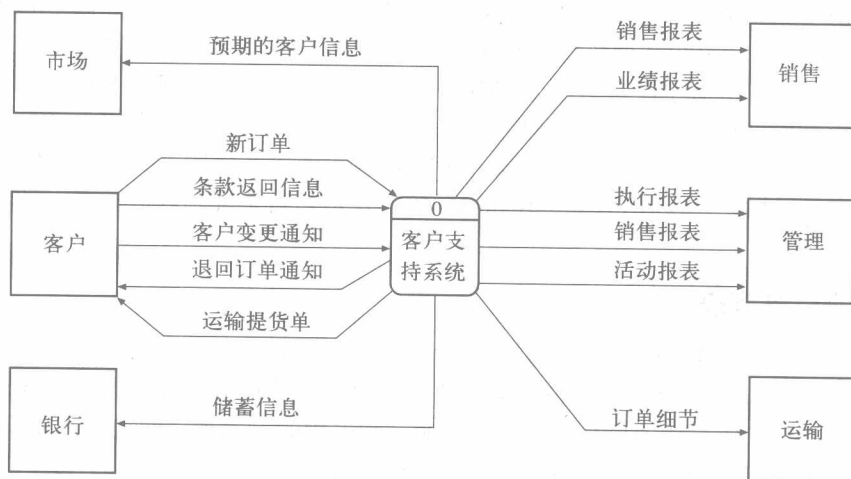 市场
预期的客户信息
销售报表
业绩报表
销售
新订单
条款返回信息
客户变更通知
退回订单通知
运输提货单
客户
0
客户支
持系统
执行报表
销售报表
活动报表
管理
银行
储蓄信息
订单细节
运输